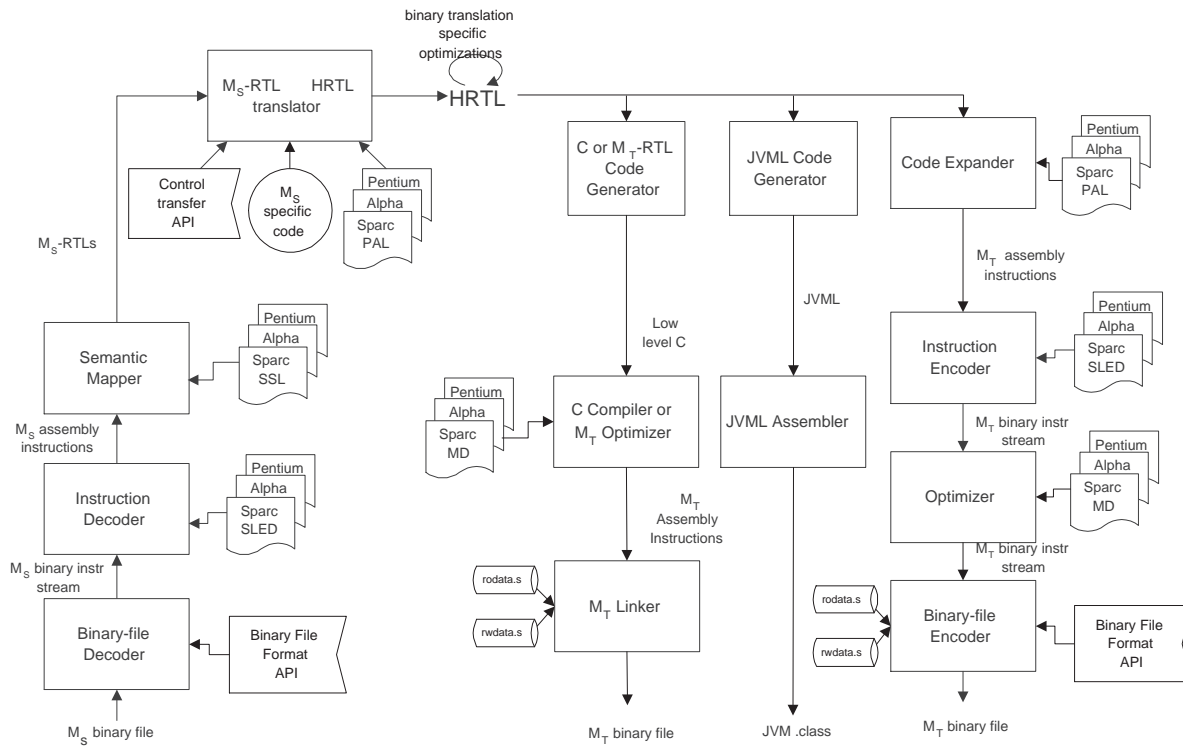 binary translation
specific
optimizations
M_S-RTL HRTL
translator
HRTL
Control
transfer
API
M_S
specific
code
Pentium
Alpha
Sparc
PAL
C or M_T-RTL
Code
Generator
JVML Code
Generator
Code Expander
Pentium
Alpha
Sparc
PAL
M_S-RTLs
M_T assembly
instructions
Low
level C
JVML
Semantic
Mapper
Pentium
Alpha
Sparc
SSL
Instruction
Encoder
Pentium
Alpha
Sparc
SLED
M_S assembly
instructions
Pentium
Alpha
Sparc
MD
C Compiler or
M_T Optimizer
JVML Assembler
M_T binary instr
stream
Instruction
Decoder
Pentium
Alpha
Sparc
SLED
Optimizer
Pentium
Alpha
Sparc
MD
M_T
Assembly
Instructions
M_S binary instr
stream
M_T binary instr
stream
Binary-file
Decoder
Binary File
Format
API
rodata.s
rwdata.s
M_T Linker
rodata.s
rwdata.s
Binary-file
Encoder
Binary File
Format
API
M_S binary file
M_T binary file
JVM .class
M_T binary file